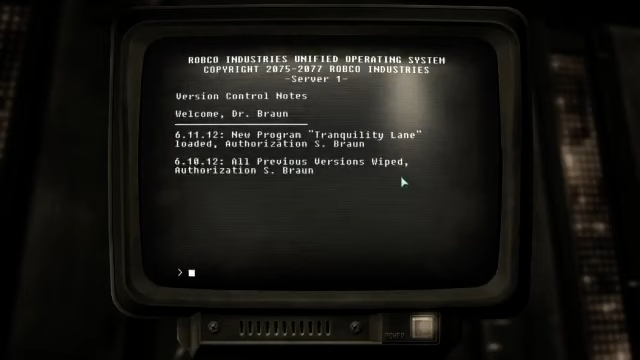 ROBCO INDUSTRIES UNIFIED OPERATING SYSTEM
COPYRIGHT 2075-2077 ROBCO INDUSTRIES
-Server 1-
Version Control Notes
Welcome, Dr. Braun
6.11.12: New Program "Tranquility Lane"
loaded, Authorization S. Braun
6.10.12: All Previous Versions Wiped,
Authorization S. Braun
>
POWER